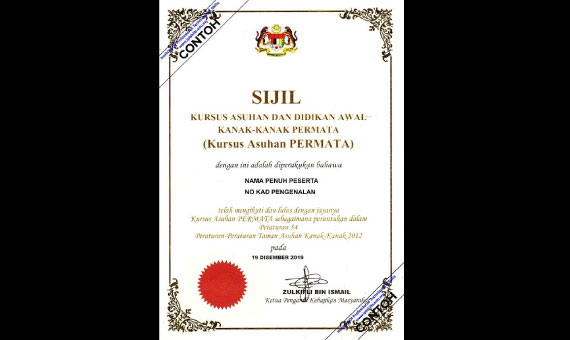 CONTOH
SIJIL
KURSUS ASUHAN DAN DIDIKAN AWAL
KANAK-KANAK PERMATA
(Kursus Asuhan PERMATA)
dengan ini adalah diperakukan bahawa
NAMA PENUH PESERTA
NO KAD PENGENALAN
telah mengikuti dan lulus dengan jayanya
Kursus Asuhan PERMATA sebagaimana peruntukan dalam
Peraturan 54
Peraturan-Peraturan Taman Asuhan Kanak-Kanak 2012
pada
19 DISEMBER 2016
ZULKIFLI BIN ISMAIL
Ketua Pengarah Kebajikan Masyarakat
CONTOH